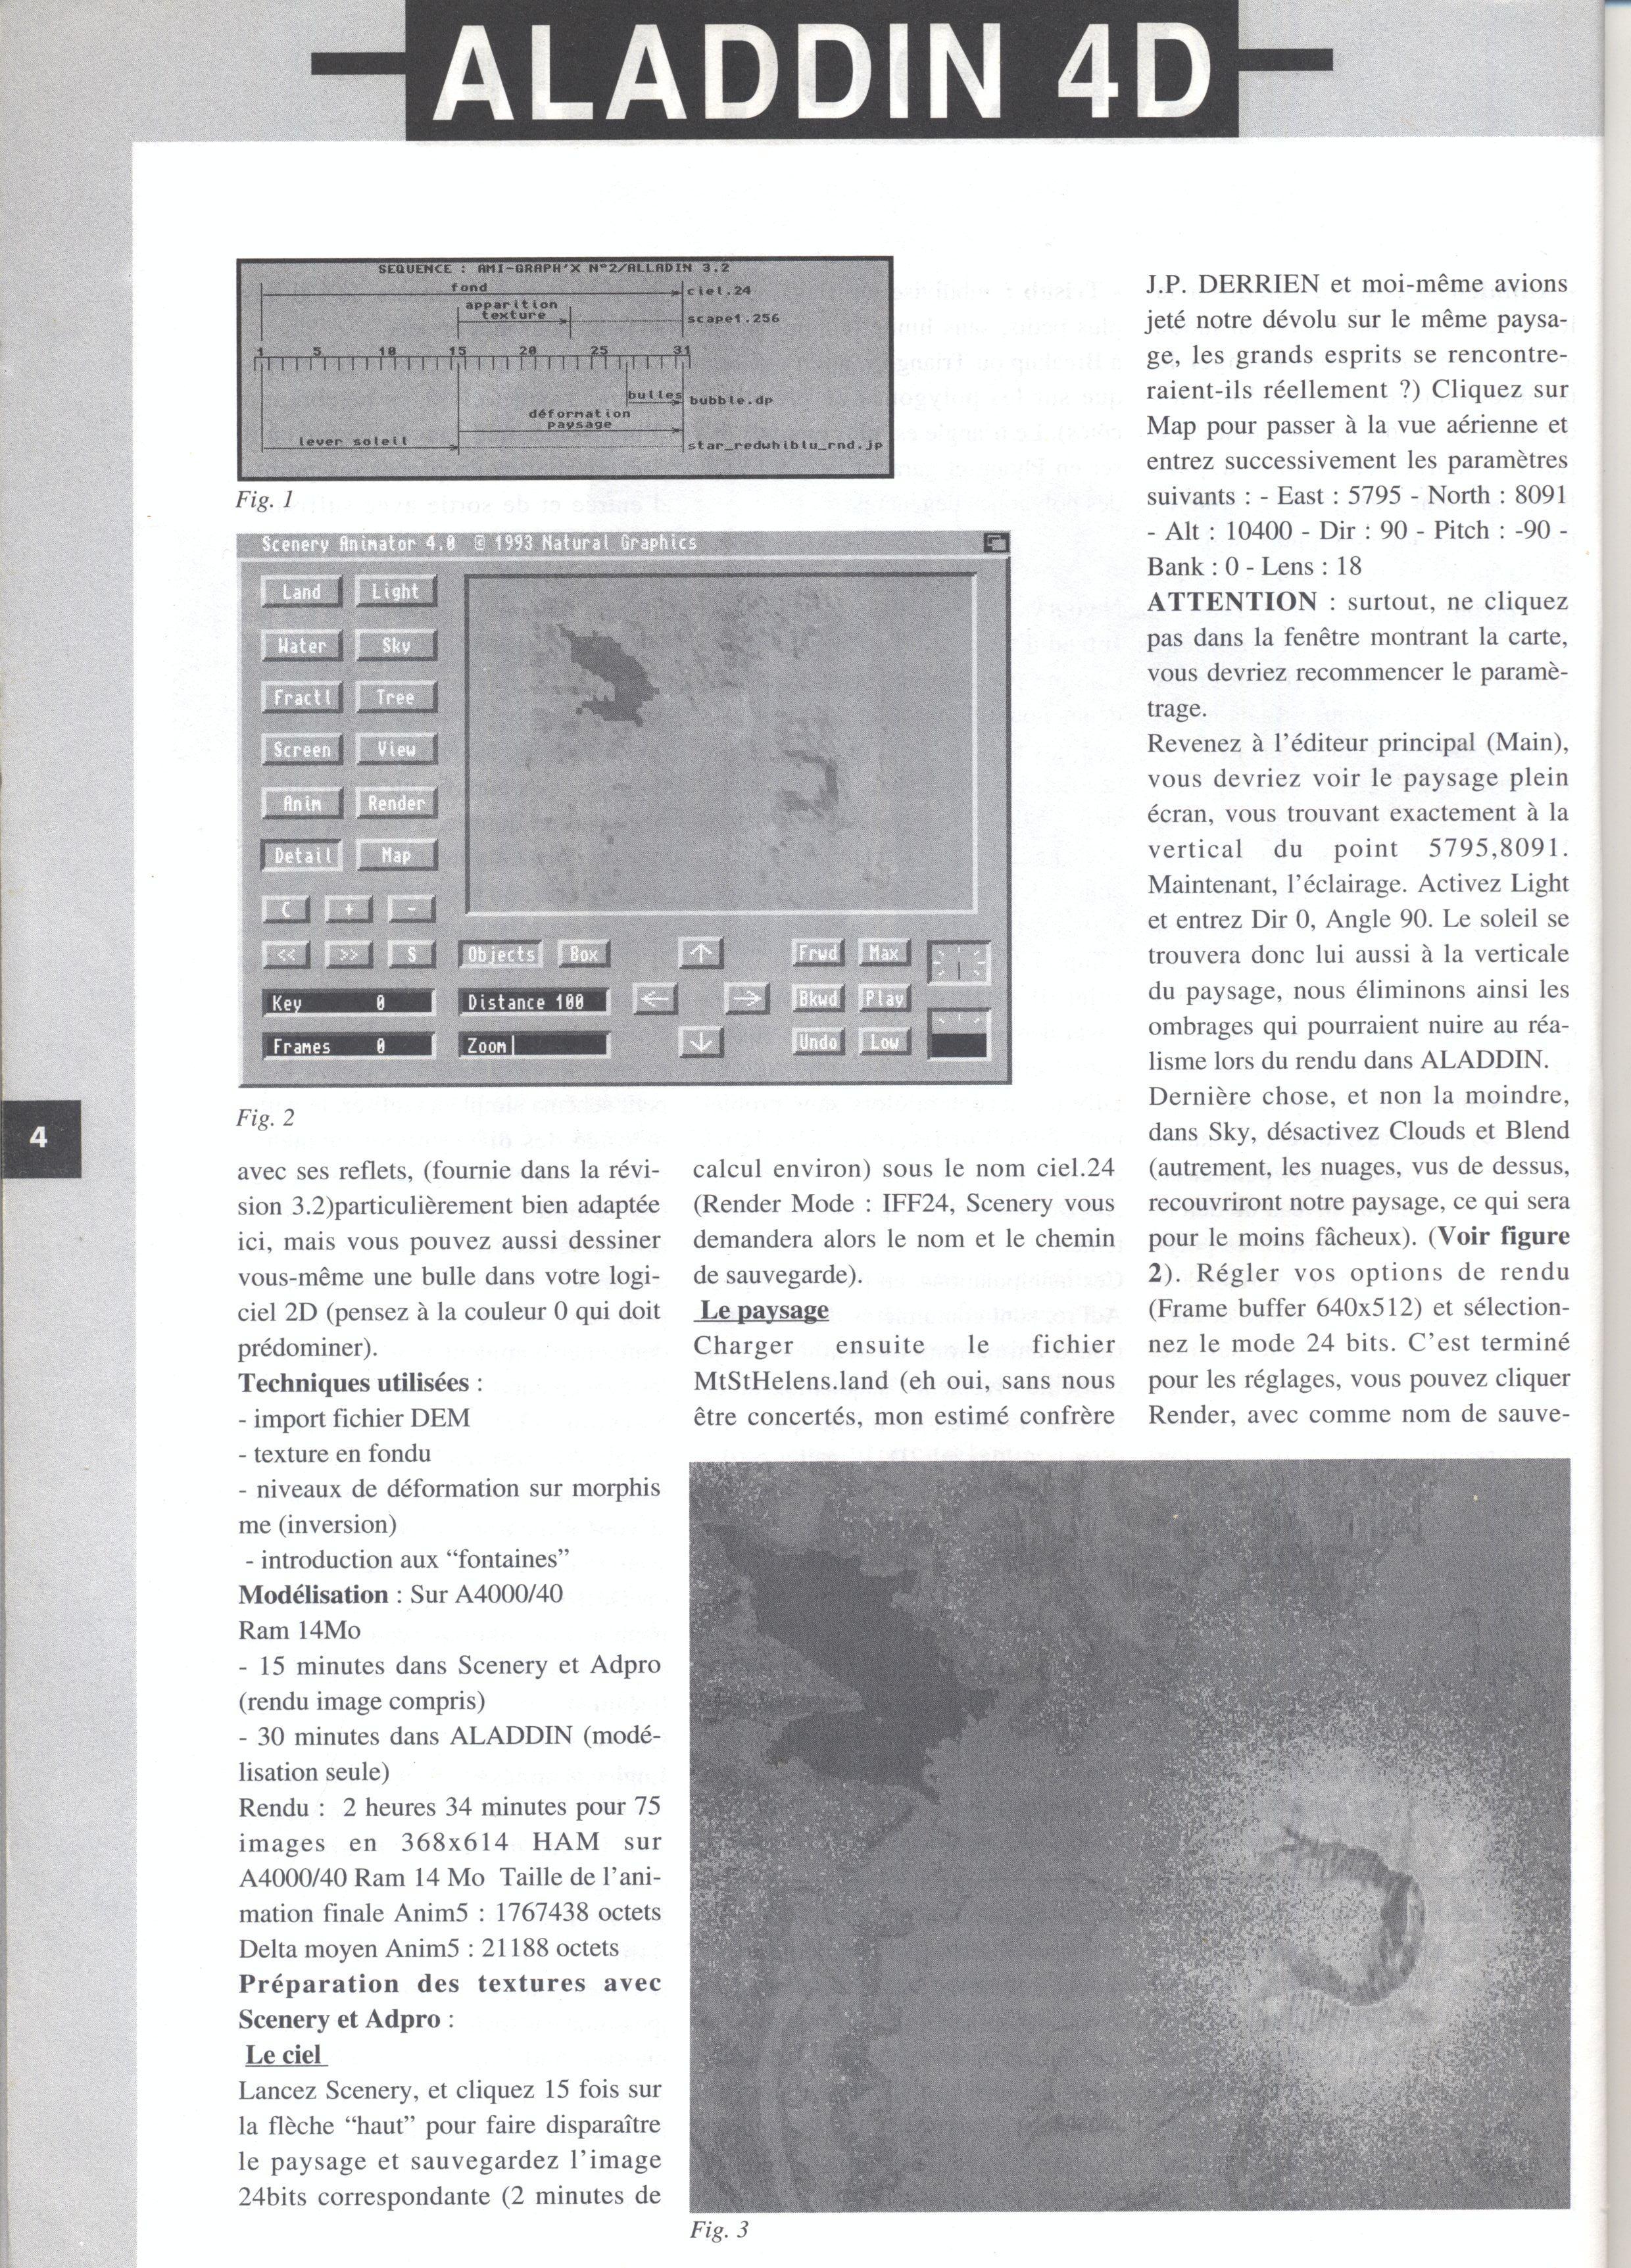 ALADDIN 4D
SEQUENCE : AMI-GRAPH'X N°2/ALLADIN 3.2
fond
ciel.24
apparition
texture
scape1.256
1 5 10 15 20 25 31
bulles
bubble.dp
déformation
paysage
lever soleil
star_redwhiblu_rnd.jp
Fig. 1
Scenery Animator 4.0 © 1993 Natural Graphics
Land Light
Water Sky
Fractl Tree
Screen View
Anim Render
Detail Map
C + -
<< >> S Objects Box Frwd Max
Key 0 Distance 100 Bkwd Play
Frames 0 Zoom Undo Low
Fig. 2
4
avec ses reflets, (fournie dans la révi-
sion 3.2)particulièrement bien adaptée
ici, mais vous pouvez aussi dessiner
vous-même une bulle dans votre logi-
ciel 2D (pensez à la couleur 0 qui doit
prédominer).
Techniques utilisées :
- import fichier DEM
- texture en fondu
- niveaux de déformation sur morphis
me (inversion)
- introduction aux “fontaines”
Modélisation : Sur A4000/40
Ram 14Mo
- 15 minutes dans Scenery et Adpro
(rendu image compris)
- 30 minutes dans ALADDIN (modé-
lisation seule)
Rendu : 2 heures 34 minutes pour 75
images en 368x614 HAM sur
A4000/40 Ram 14 Mo Taille de l’ani-
mation finale Anim5 : 1767438 octets
Delta moyen Anim5 : 21188 octets
Préparation des textures avec
Scenery et Adpro :
Le ciel
Lancez Scenery, et cliquez 15 fois sur
la flèche “haut” pour faire disparaître
le paysage et sauvegardez l’image
24bits correspondante (2 minutes de
calcul environ) sous le nom ciel.24
(Render Mode : IFF24, Scenery vous
demandera alors le nom et le chemin
de sauvegarde).
Le paysage
Charger ensuite le fichier
MtStHelens.land (eh oui, sans nous
être concertés, mon estimé confrère
J.P. DERRIEN et moi-même avions
jeté notre dévolu sur le même paysa-
ge, les grands esprits se rencontre-
raient-ils réellement ?) Cliquez sur
Map pour passer à la vue aérienne et
entrez successivement les paramètres
suivants : - East : 5795 - North : 8091
- Alt : 10400 - Dir : 90 - Pitch : -90 -
Bank : 0 - Lens : 18
ATTENTION : surtout, ne cliquez
pas dans la fenêtre montrant la carte,
vous devriez recommencer le paramè-
trage.
Revenez à l’éditeur principal (Main),
vous devriez voir le paysage plein
écran, vous trouvant exactement à la
vertical du point 5795,8091.
Maintenant, l’éclairage. Activez Light
et entrez Dir 0, Angle 90. Le soleil se
trouvera donc lui aussi à la verticale
du paysage, nous éliminons ainsi les
ombrages qui pourraient nuire au réa-
lisme lors du rendu dans ALADDIN.
Dernière chose, et non la moindre,
dans Sky, désactivez Clouds et Blend
(autrement, les nuages, vus de dessus,
recouvriront notre paysage, ce qui sera
pour le moins fâcheux). (Voir figure
2). Régler vos options de rendu
(Frame buffer 640x512) et sélection-
nez le mode 24 bits. C’est terminé
pour les réglages, vous pouvez cliquer
Render, avec comme nom de sauve-
Fig. 3